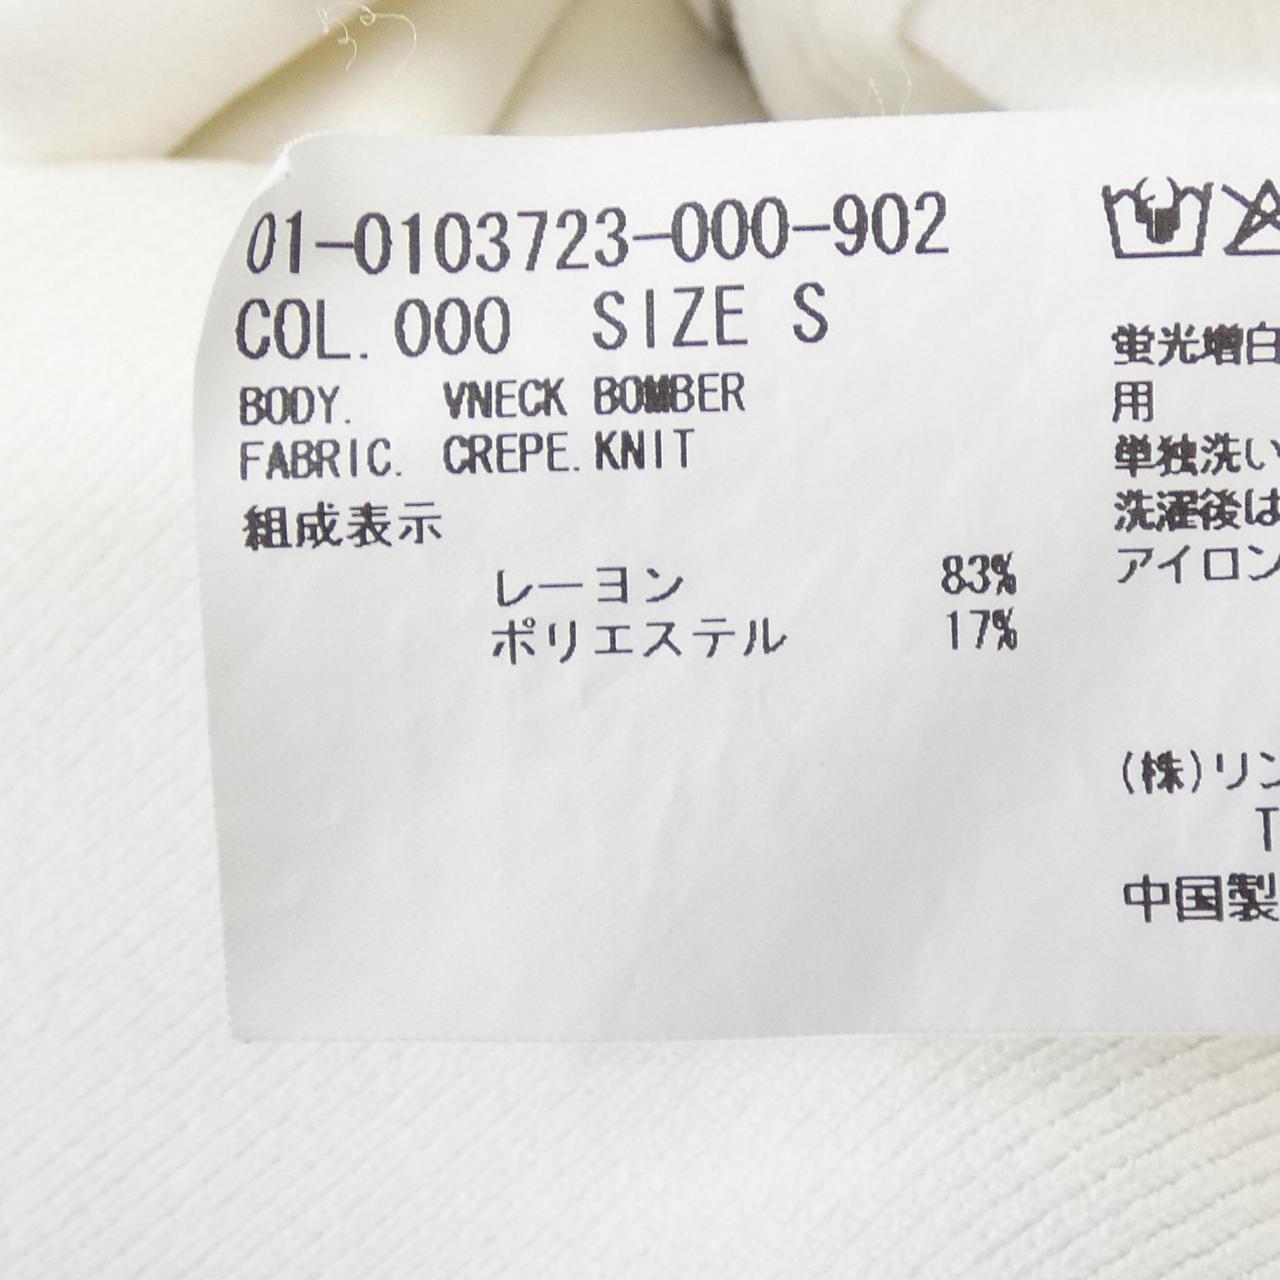 01-0103723-000-902
COL. 000 SIZE S
BODY. VNECK BOMBER
FABRIC. CREPE. KNIT
組成表示
レーヨン 83%
ポリエステル 17%
蛍光増白
用
単独洗い
洗濯後は
アイロン
(株)リン
T
中国製